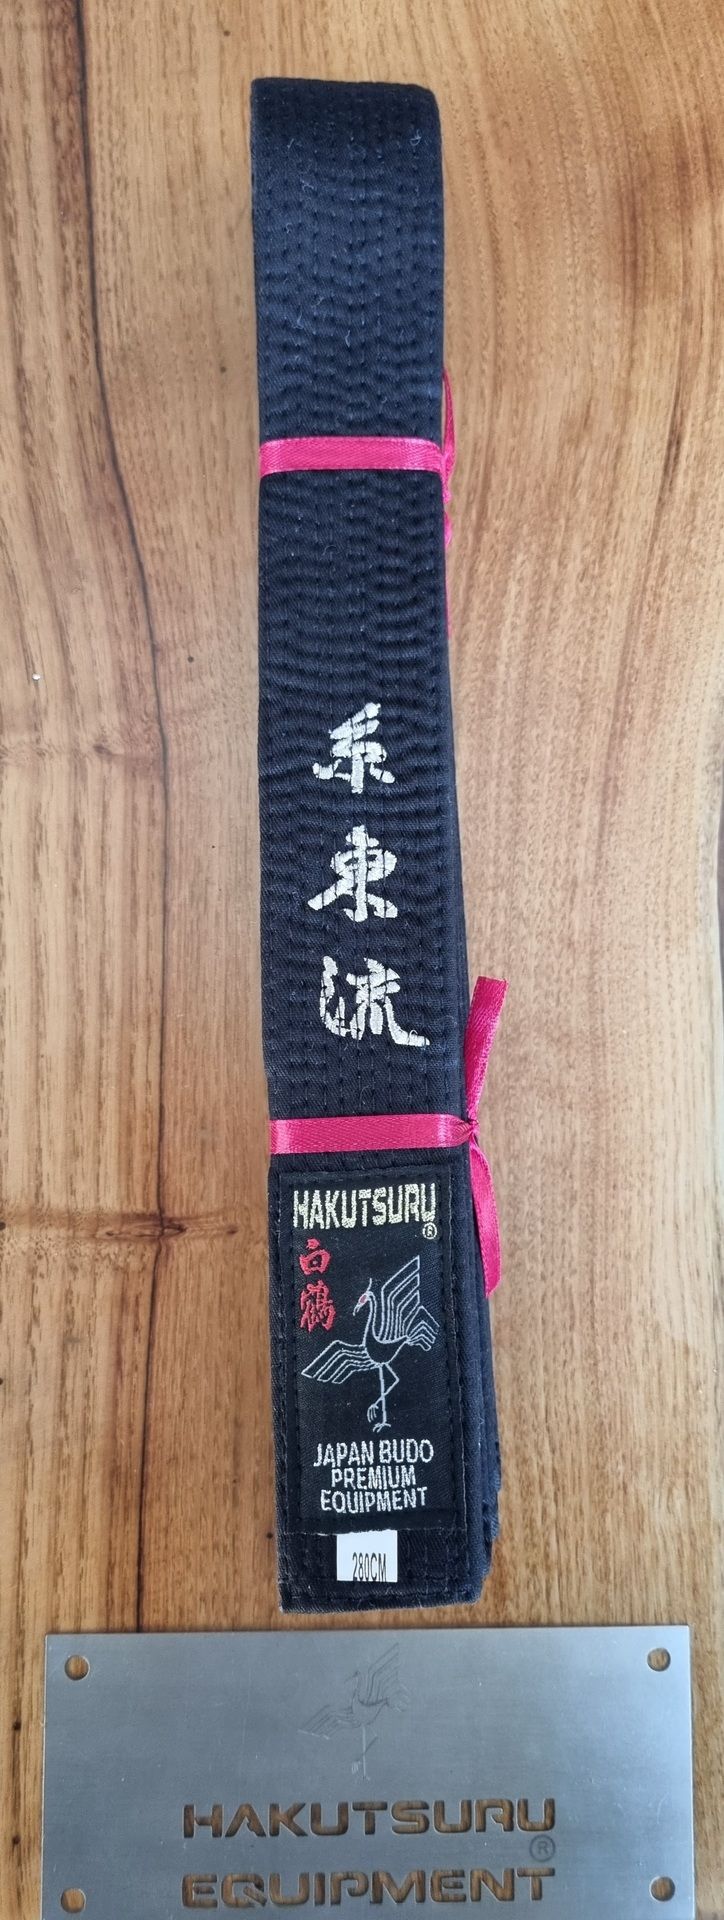 糸東流
HAKUTSURU
®
白鶴
JAPAN BUDO
PREMIUM
EQUIPMENT
280CM
HAKUTSURU
®
EQUIPMENT